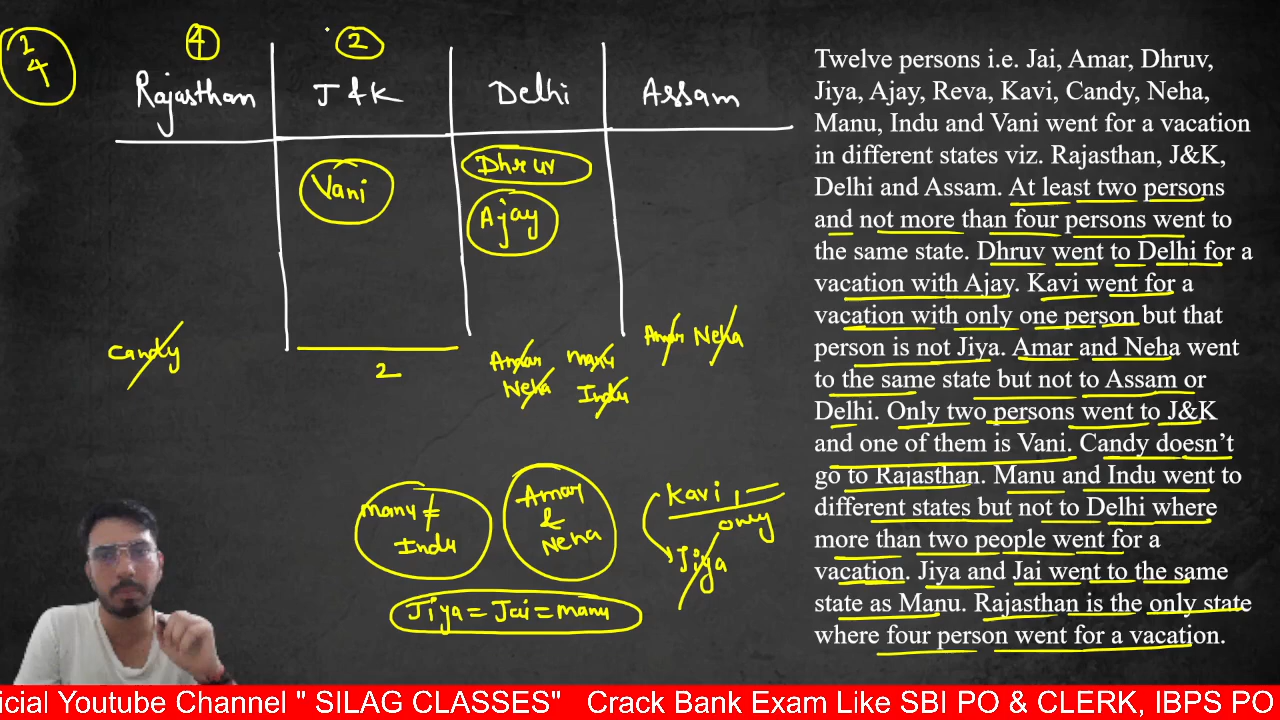 1
4
4
2
Rajasthan J&K Delhi Assam
Vani
Dhruv
Ajay
Candy
2
Amar Manu
Neha Indu
Amar Neha
Manu ≠
Indu
Amar
&
Neha
Kavi,
only
Jiya
Jiya = Jai = Manu
Twelve persons i.e. Jai, Amar, Dhruv,
Jiya, Ajay, Reva, Kavi, Candy, Neha,
Manu, Indu and Vani went for a vacation
in different states viz. Rajasthan, J&K,
Delhi and Assam. At least two persons
and not more than four persons went to
the same state. Dhruv went to Delhi for a
vacation with Ajay. Kavi went for a
vacation with only one person but that
person is not Jiya. Amar and Neha went
to the same state but not to Assam or
Delhi. Only two persons went to J&K
and one of them is Vani. Candy doesn’t
go to Rajasthan. Manu and Indu went to
different states but not to Delhi where
more than two people went for a
vacation. Jiya and Jai went to the same
state as Manu. Rajasthan is the only state
where four person went for a vacation.
icial Youtube Channel " SILAG CLASSES" Crack Bank Exam Like SBI PO & CLERK, IBPS PO